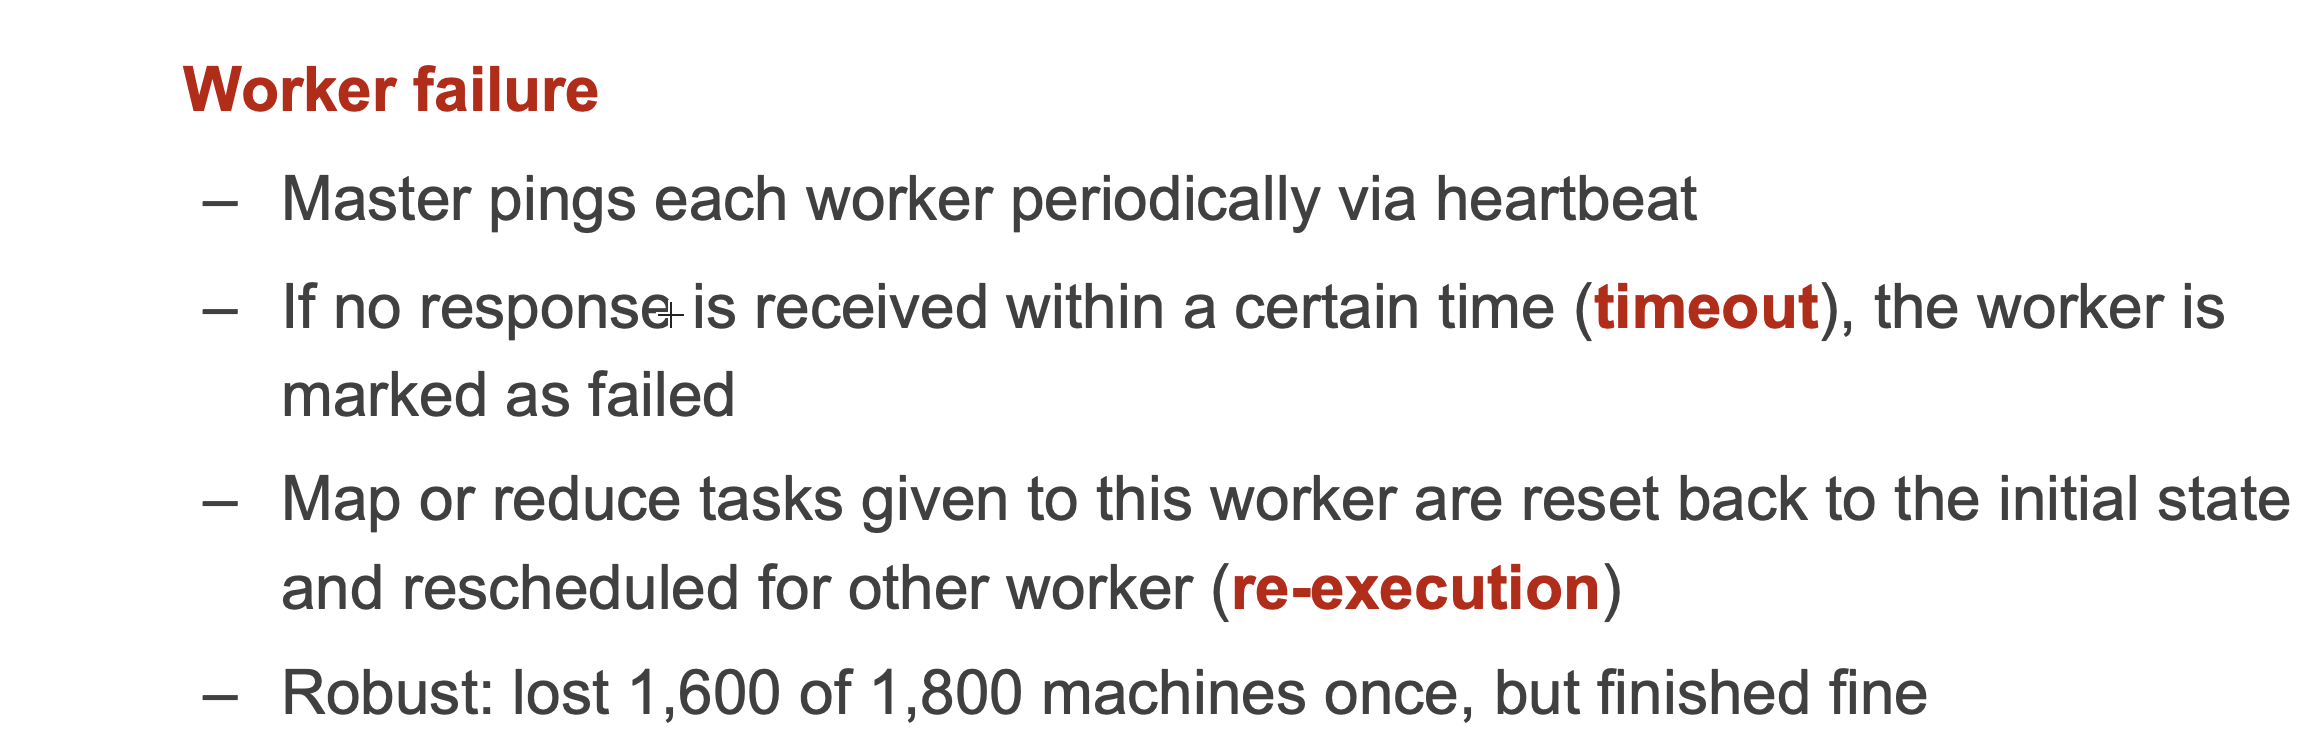 Worker failure
– Master pings each worker periodically via heartbeat
– If no response is received within a certain time (timeout), the worker is
marked as failed
– Map or reduce tasks given to this worker are reset back to the initial state
and rescheduled for other worker (re-execution)
– Robust: lost 1,600 of 1,800 machines once, but finished fine